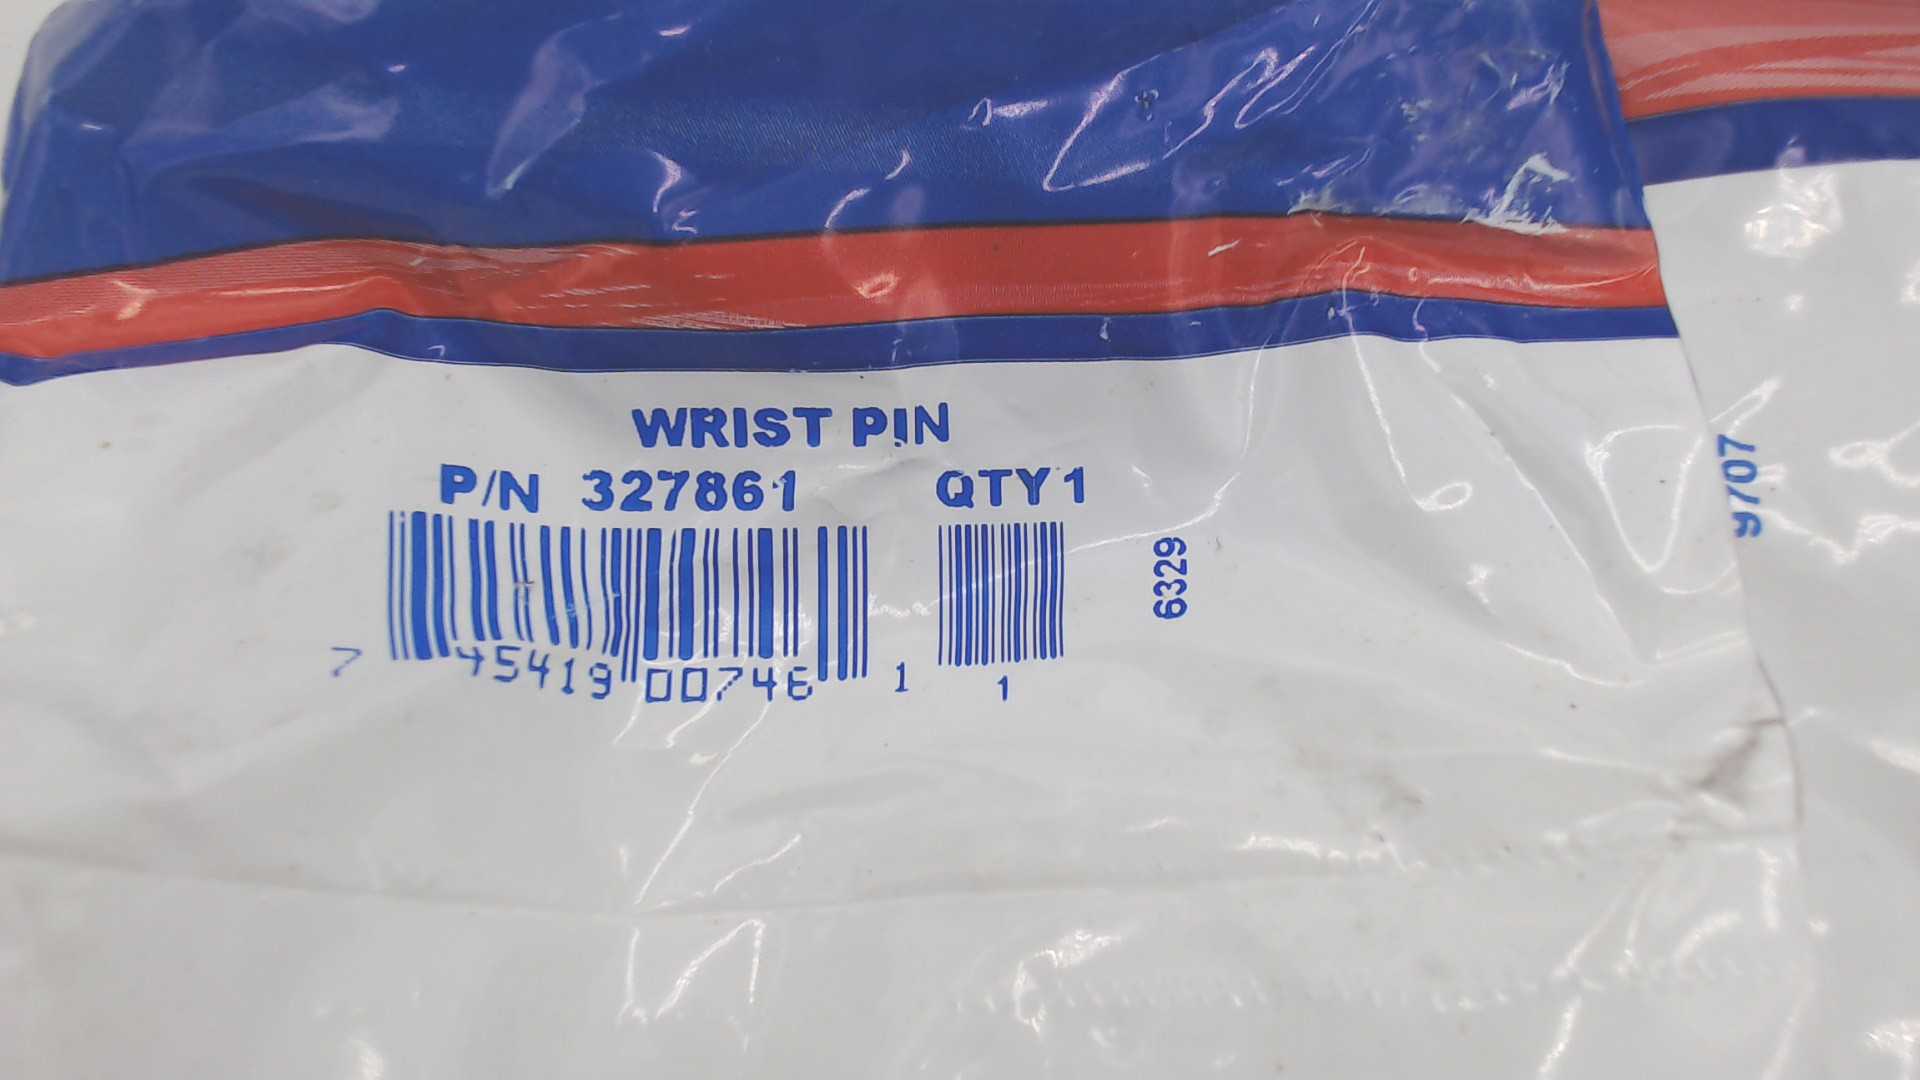 WRIST PIN
P/N 327861 QTY 1
7 45419 00746 1 1
6329
9707